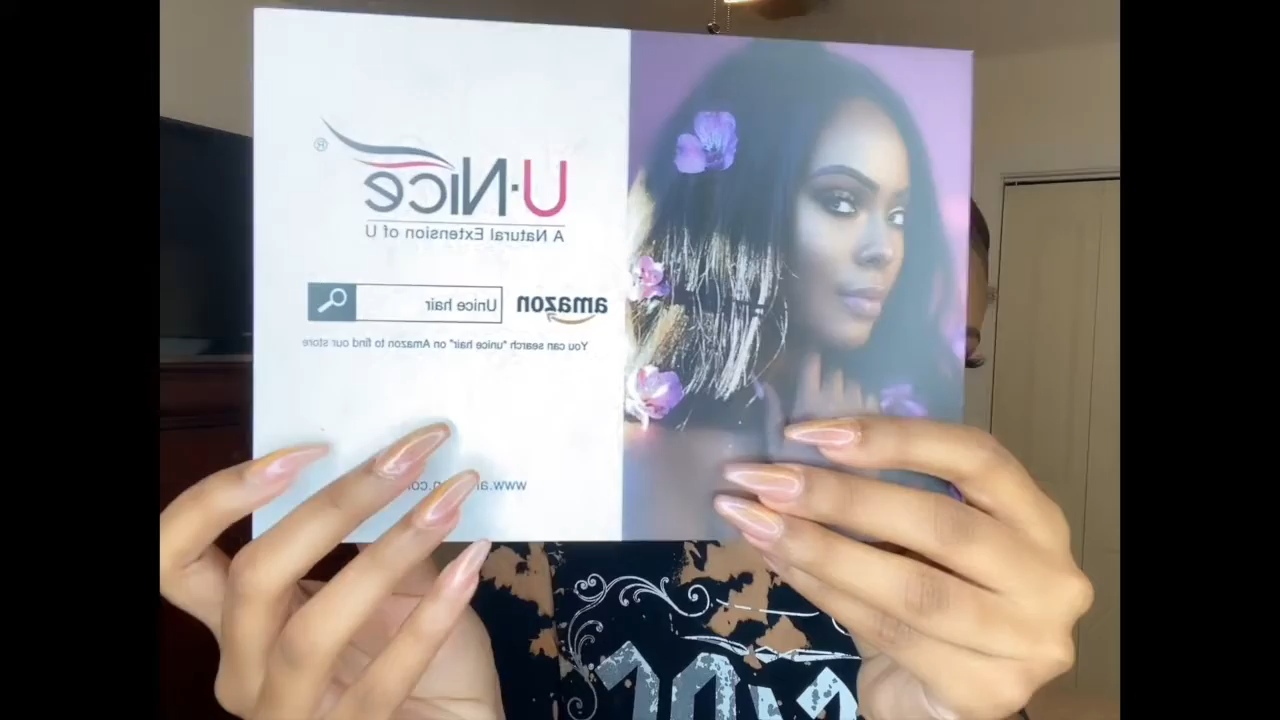 U·Nice®
A Natural Extension of U
amazon Unice hair
You can search "unice hair" on Amazon to find our store